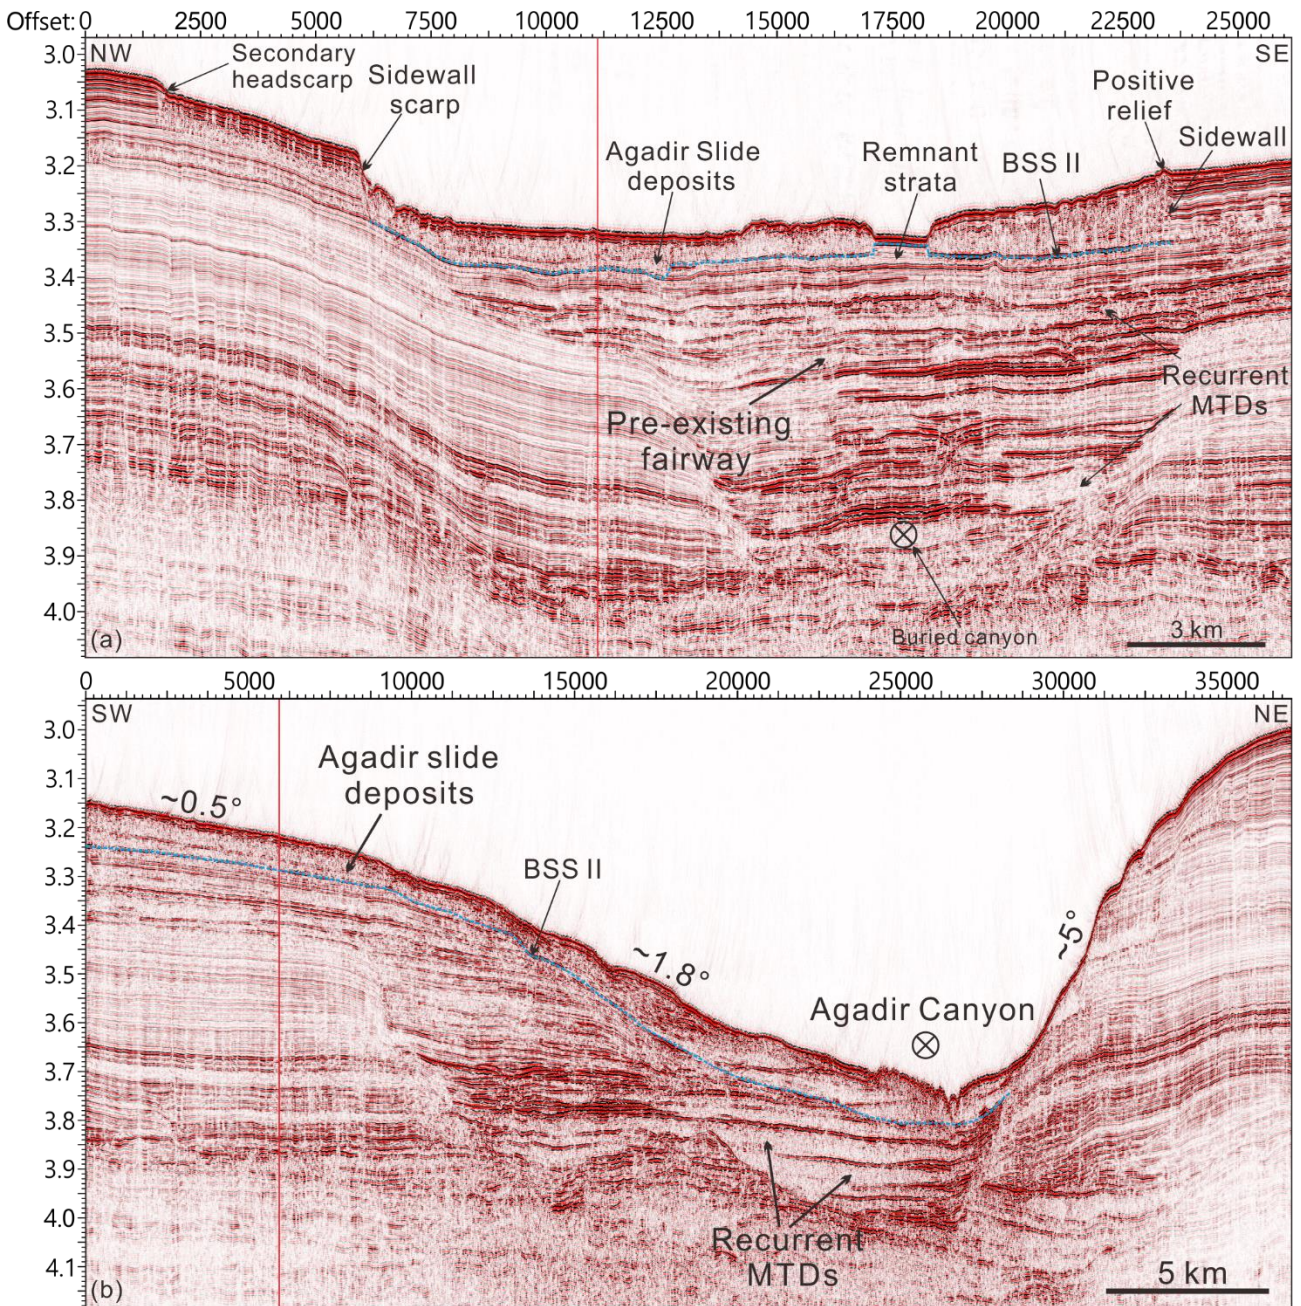 Offset: 0 2500 5000 7500 10000 12500 15000 17500 20000 22500 25000
NW
SE
3.0
3.1
3.2
3.3
3.4
3.5
3.6
3.7
3.8
3.9
4.0
Secondary
headscarp
Sidewall
scarp
Agadir Slide
deposits
Remnant
strata
BSS II
Positive
relief
Sidewall
Pre-existing
fairway
Recurrent
MTDs
Buried canyon
3 km
(a)
0 5000 10000 15000 20000 25000 30000 35000
SW
NE
3.0
3.1
3.2
3.3
3.4
3.5
3.6
3.7
3.8
3.9
4.0
4.1
~0.5°
Agadir slide
deposits
BSS II
~1.8°
~5°
Agadir Canyon
Recurrent
MTDs
5 km
(b)